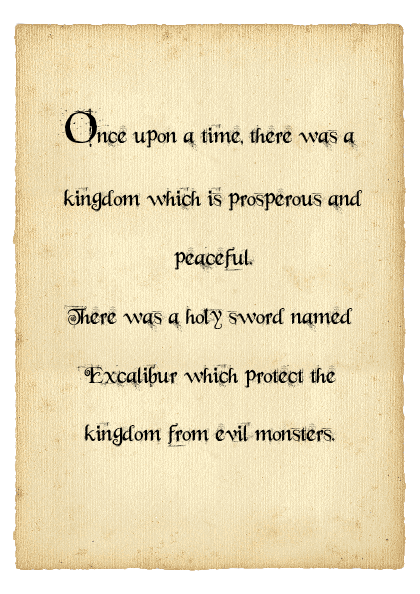 Once upon a time, there was a
kingdom which is prosperous and
peaceful.
There was a holy sword named
Excalibur which protect the
kingdom from evil monsters.